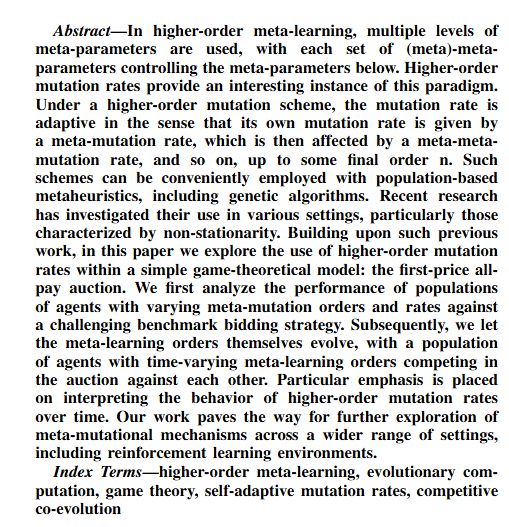 Abstract—In higher-order meta-learning, multiple levels of
meta-parameters are used, with each set of (meta)-meta-
parameters controlling the meta-parameters below. Higher-order
mutation rates provide an interesting instance of this paradigm.
Under a higher-order mutation scheme, the mutation rate is
adaptive in the sense that its own mutation rate is given by
a meta-mutation rate, which is then affected by a meta-meta-
mutation rate, and so on, up to some final order n. Such
schemes can be conveniently employed with population-based
metaheuristics, including genetic algorithms. Recent research
has investigated their use in various settings, particularly those
characterized by non-stationarity. Building upon such previous
work, in this paper we explore the use of higher-order mutation
rates within a simple game-theoretical model: the first-price all-
pay auction. We first analyze the performance of populations
of agents with varying meta-mutation orders and rates against
a challenging benchmark bidding strategy. Subsequently, we let
the meta-learning orders themselves evolve, with a population
of agents with time-varying meta-learning orders competing in
the auction against each other. Particular emphasis is placed
on interpreting the behavior of higher-order mutation rates
over time. Our work paves the way for further exploration of
meta-mutational mechanisms across a wider range of settings,
including reinforcement learning environments.
Index Terms—higher-order meta-learning, evolutionary com-
putation, game theory, self-adaptive mutation rates, competitive
co-evolution